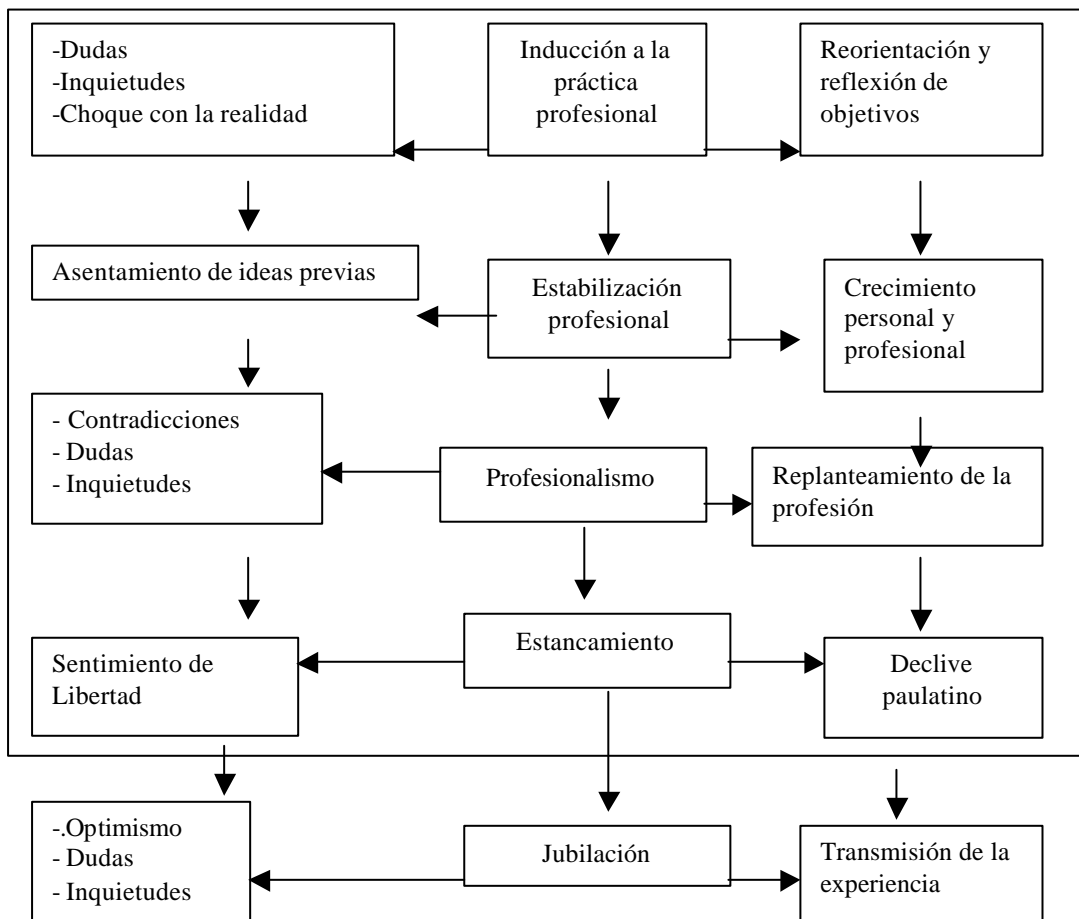 -Dudas
-Inquietudes
-Choque con la realidad
Inducción a la
práctica
profesional
Reorientación y
reflexión de
objetivos
Asentamiento de ideas previas
Estabilización
profesional
Crecimiento
personal y
profesional
- Contradicciones
- Dudas
- Inquietudes
Profesionalismo
Replanteamiento de la
profesión
Sentimiento de
Libertad
Estancamiento
Declive
paulatino
-.Optimismo
- Dudas
- Inquietudes
Jubilación
Transmisión de la
experiencia